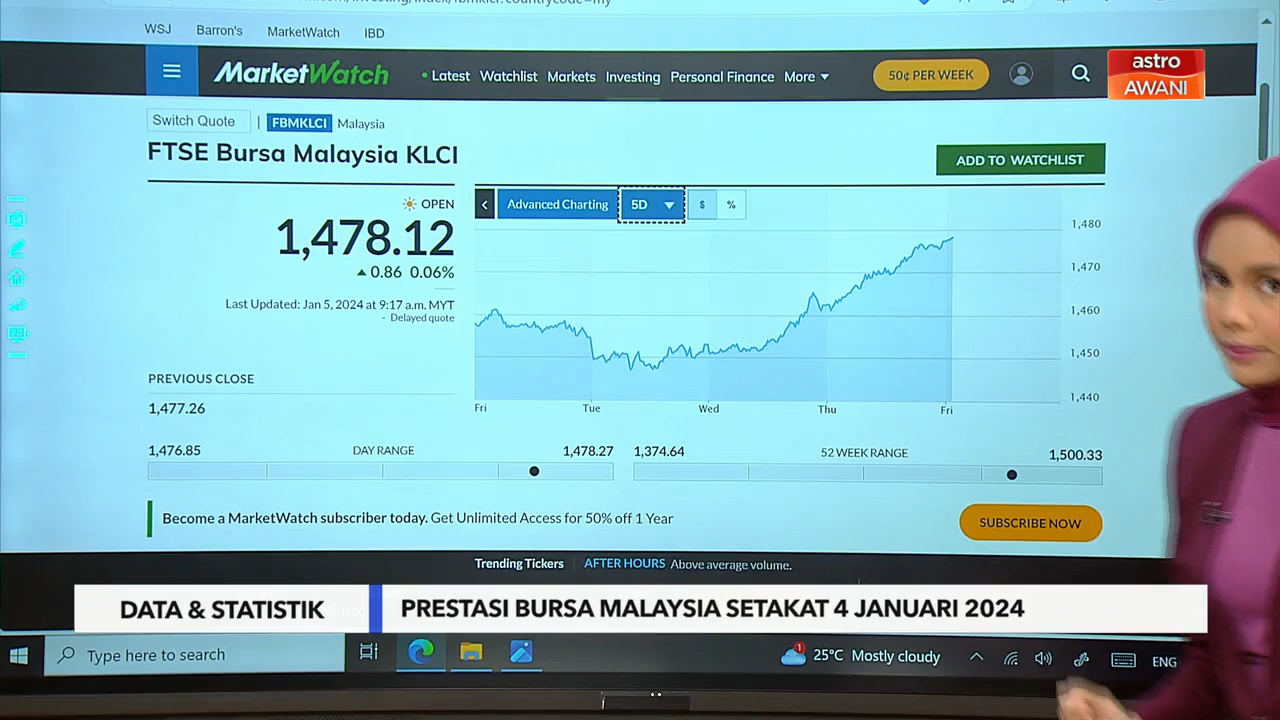 WSJ Barron's MarketWatch IBD
MarketWatch
Latest Watchlist Markets Investing Personal Finance More
50¢ PER WEEK
astro
AWANI
Switch Quote | FBMKLCI Malaysia
FTSE Bursa Malaysia KLCI
ADD TO WATCHLIST
OPEN
1,478.12
0.86 0.06%
Last Updated: Jan 5, 2024 at 9:17 a.m. MYT
- Delayed quote
Advanced Charting 5D $ %
1,480
1,470
1,460
1,450
1,440
Fri Tue Wed Thu Fri
PREVIOUS CLOSE
1,477.26
1,476.85 DAY RANGE 1,478.27
1,374.64 52 WEEK RANGE 1,500.33
Become a MarketWatch subscriber today. Get Unlimited Access for 50% off 1 Year
SUBSCRIBE NOW
Trending Tickers AFTER HOURS Above average volume.
DATA & STATISTIK
PRESTASI BURSA MALAYSIA SETAKAT 4 JANUARI 2024
Type here to search
1
25°C Mostly cloudy
ENG